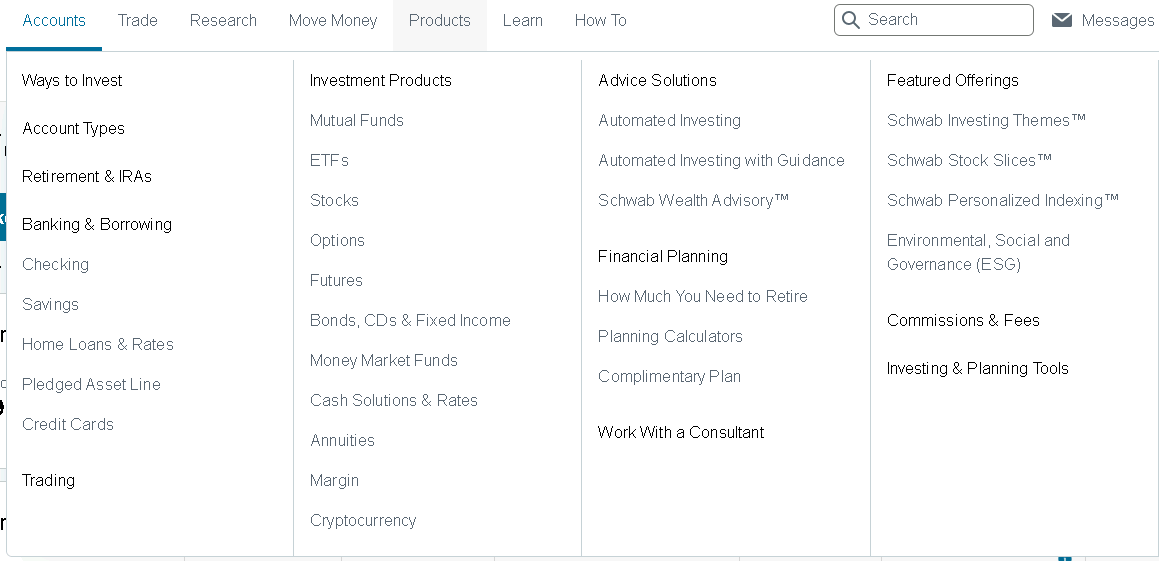 Accounts Trade Research Move Money Products Learn How To Search Messages
Ways to Invest
Account Types
Retirement & IRAs
Banking & Borrowing
Checking
Savings
Home Loans & Rates
Pledged Asset Line
Credit Cards
Trading
Investment Products
Mutual Funds
ETFs
Stocks
Options
Futures
Bonds, CDs & Fixed Income
Money Market Funds
Cash Solutions & Rates
Annuities
Margin
Cryptocurrency
Advice Solutions
Automated Investing
Automated Investing with Guidance
Schwab Wealth Advisory™
Financial Planning
How Much You Need to Retire
Planning Calculators
Complimentary Plan
Work With a Consultant
Featured Offerings
Schwab Investing Themes™
Schwab Stock Slices™
Schwab Personalized Indexing™
Environmental, Social and
Governance (ESG)
Commissions & Fees
Investing & Planning Tools